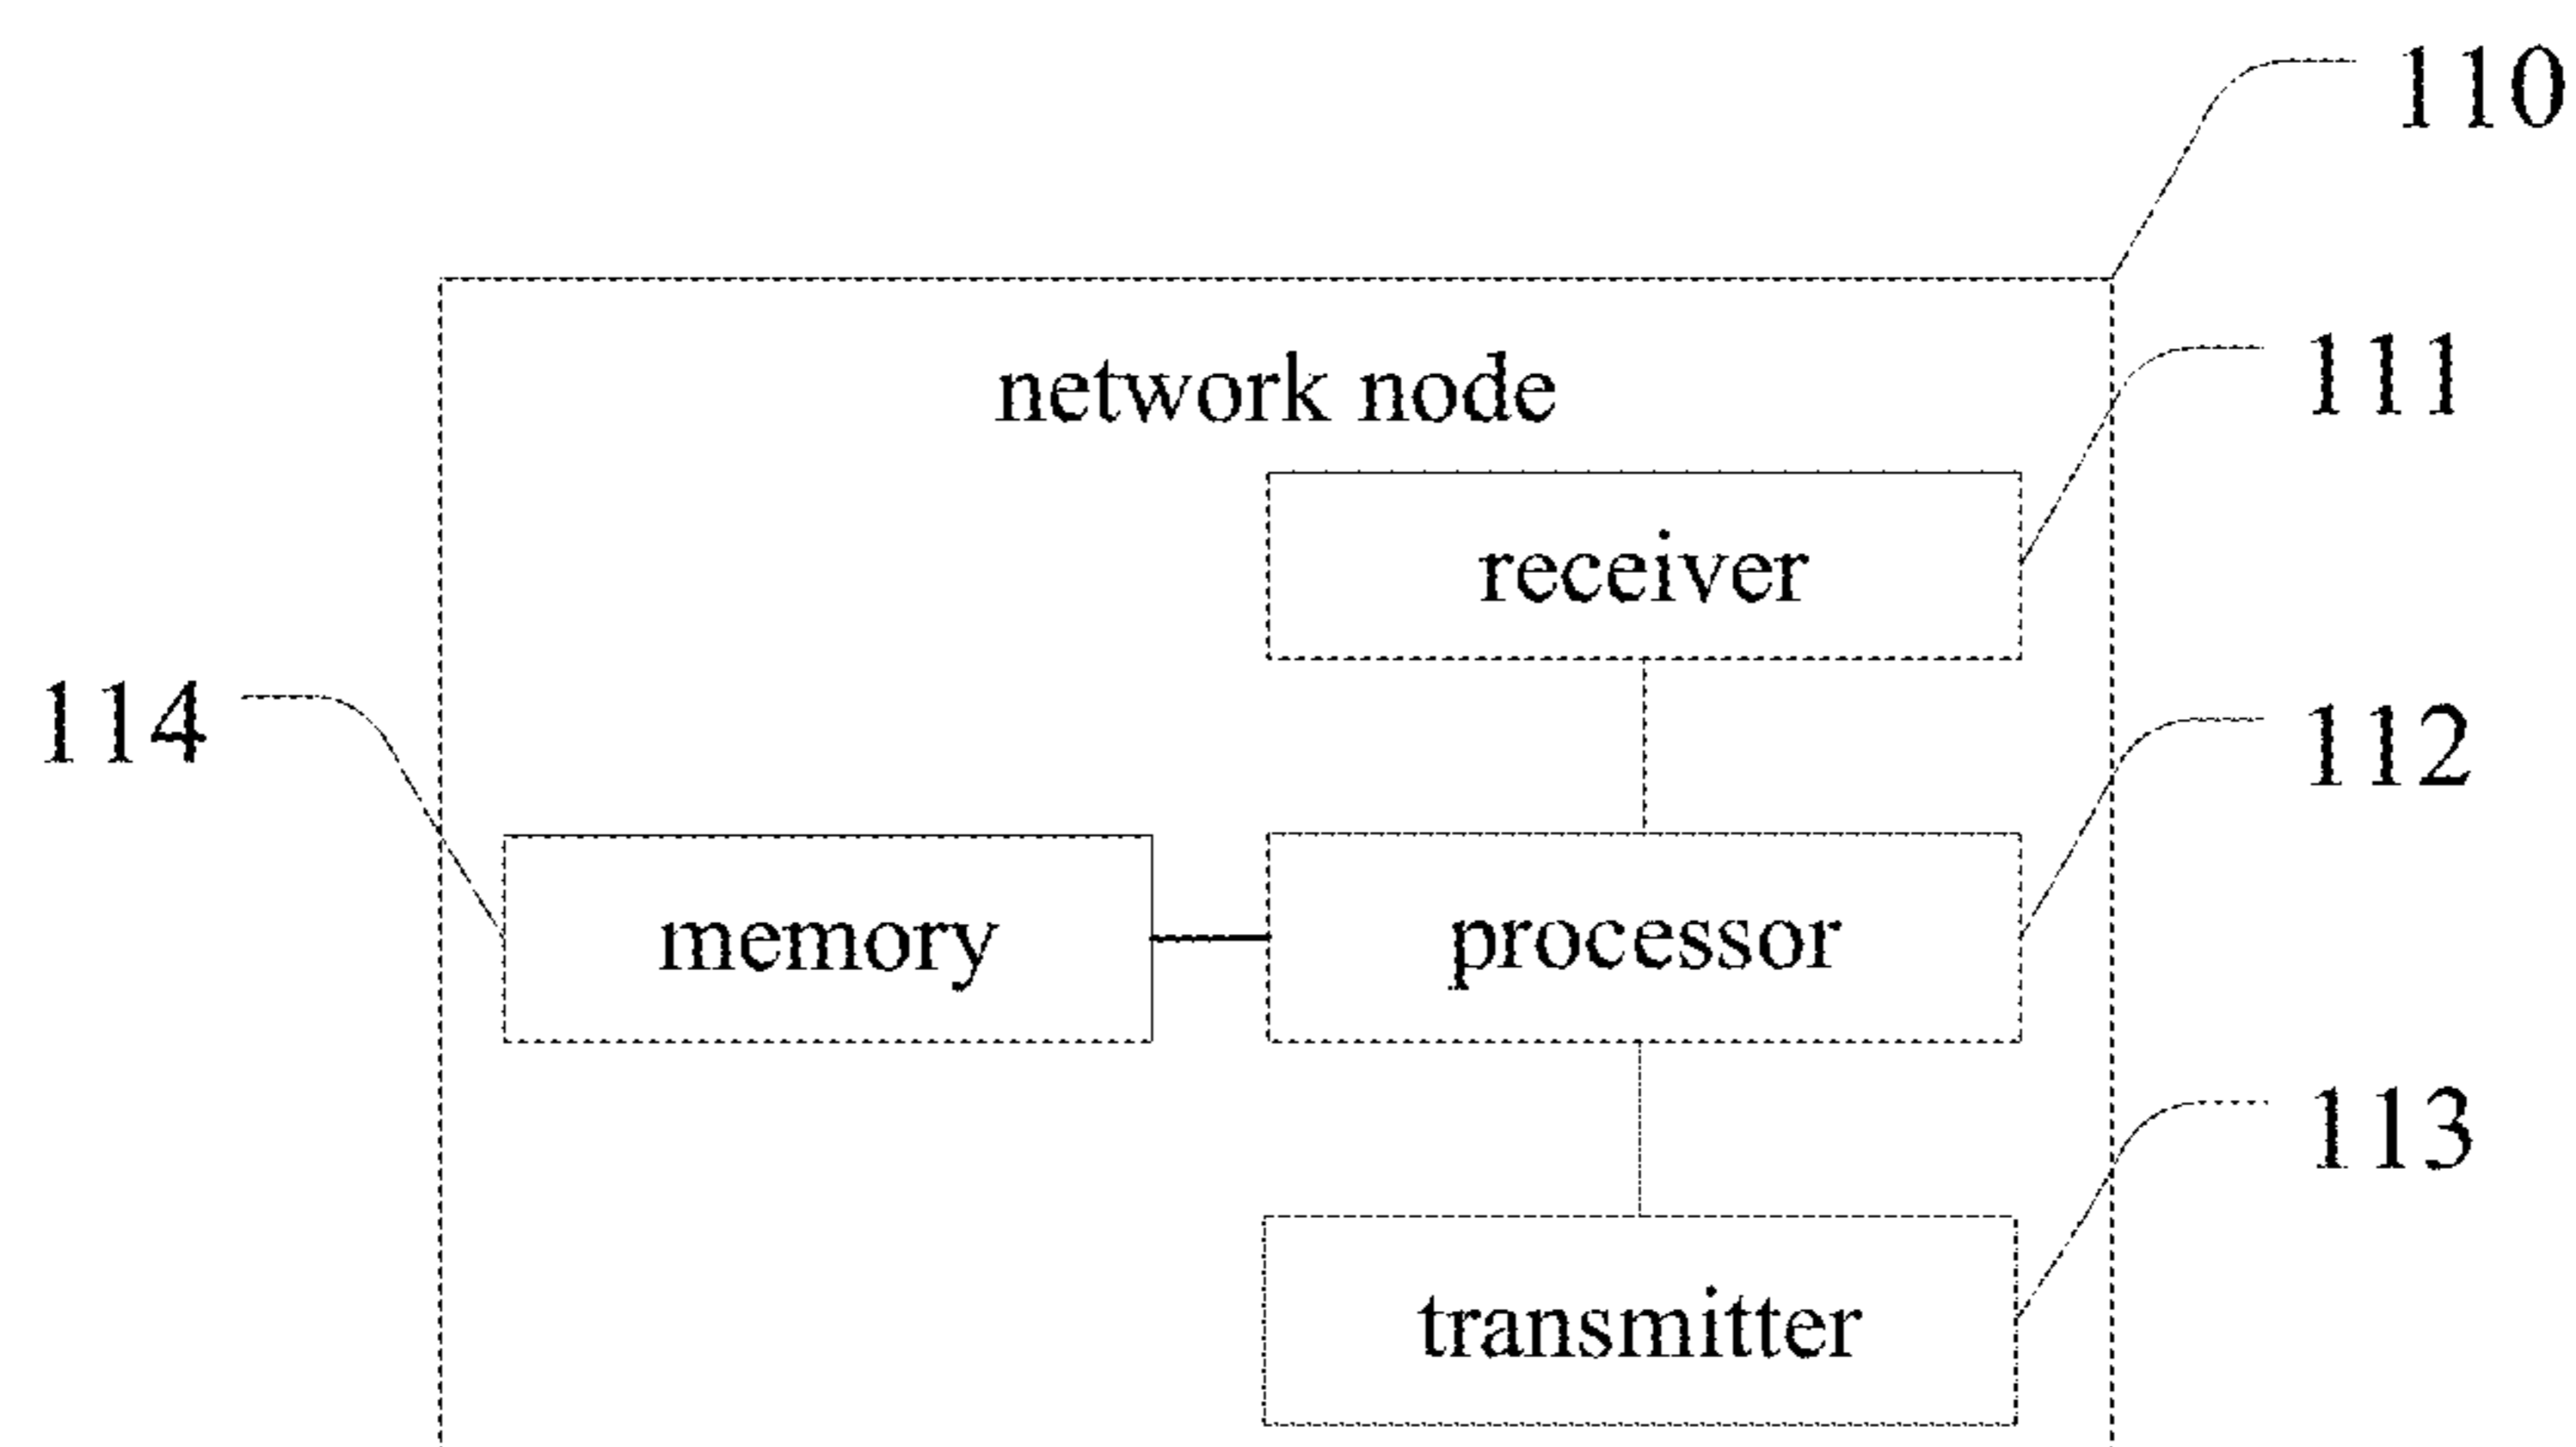 110
network node
111
receiver
114
112
memory
processor
113
transmitter